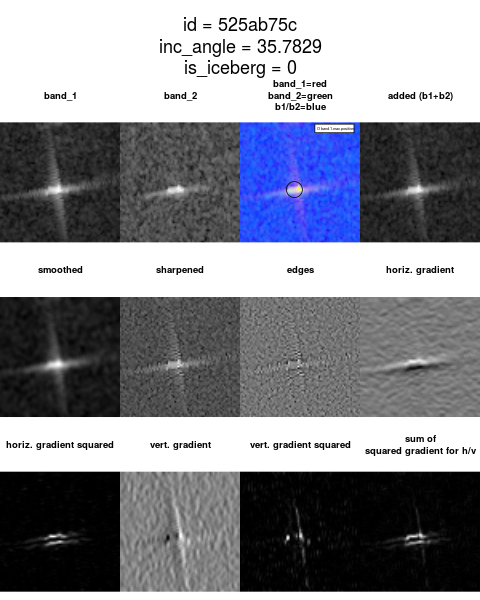 id = 525ab75c
inc_angle = 35.7829
is_iceberg = 0
band_1
band_2
band_1=red
band_2=green
b1/b2=blue
added (b1+b2)
smoothed
sharpened
edges
horiz. gradient
horiz. gradient squared
vert. gradient
vert. gradient squared
sum of
squared gradient for h/v